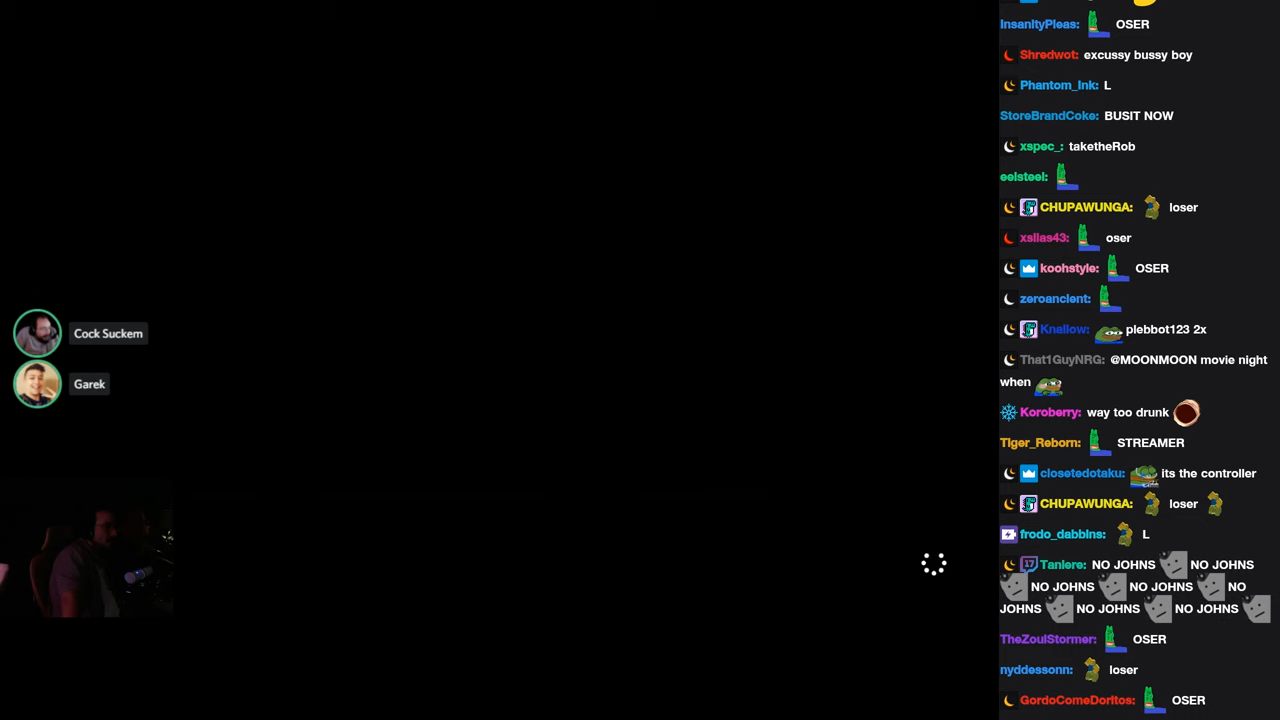 InsanityPleas: OSER
Shredwot: excussy bussy boy
Phantom_Ink: L
StoreBrandCoke: BUSIT NOW
xspec_: taketheRob
eelsteel:
CHUPAWUNGA: loser
xslias43: oser
koohstyle: OSER
zeroancient:
Cock Suckem
Knallow: plebbot123 2x
That1GuyNRG: @MOONMOON movie night
when
Garek
Koroberry: way too drunk
Tiger_Reborn: STREAMER
closetedotaku: its the controller
CHUPAWUNGA: loser
frodo_dabbins: L
17 Taniere: NO JOHNS NO JOHNS
NO JOHNS NO JOHNS NO
JOHNS NO JOHNS NO JOHNS
TheZoulStormer: OSER
nyddessonn: loser
GordoComeDoritos: OSER